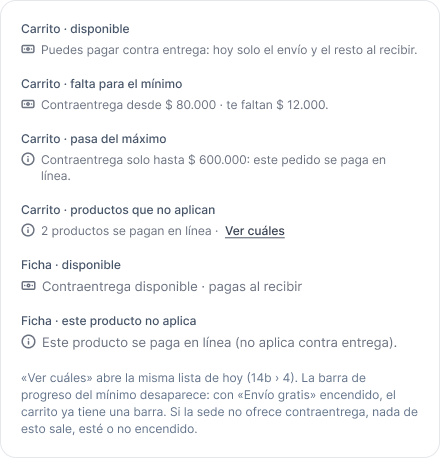 Carrito · disponible
Puedes pagar contra entrega: hoy solo el envío y el resto al recibir.
Carrito · falta para el mínimo
Contraentrega desde $ 80.000 · te faltan $ 12.000.
Carrito · pasa del máximo
Contraentrega solo hasta $ 600.000: este pedido se paga en
línea.
Carrito · productos que no aplican
2 productos se pagan en línea · Ver cuáles
Ficha · disponible
Contraentrega disponible · pagas al recibir
Ficha · este producto no aplica
Este producto se paga en línea (no aplica contra entrega).
«Ver cuáles» abre la misma lista de hoy (14b › 4). La barra de
progreso del mínimo desaparece: con «Envío gratis» encendido, el
carrito ya tiene una barra. Si la sede no ofrece contraentrega, nada de
esto sale, esté o no encendido.